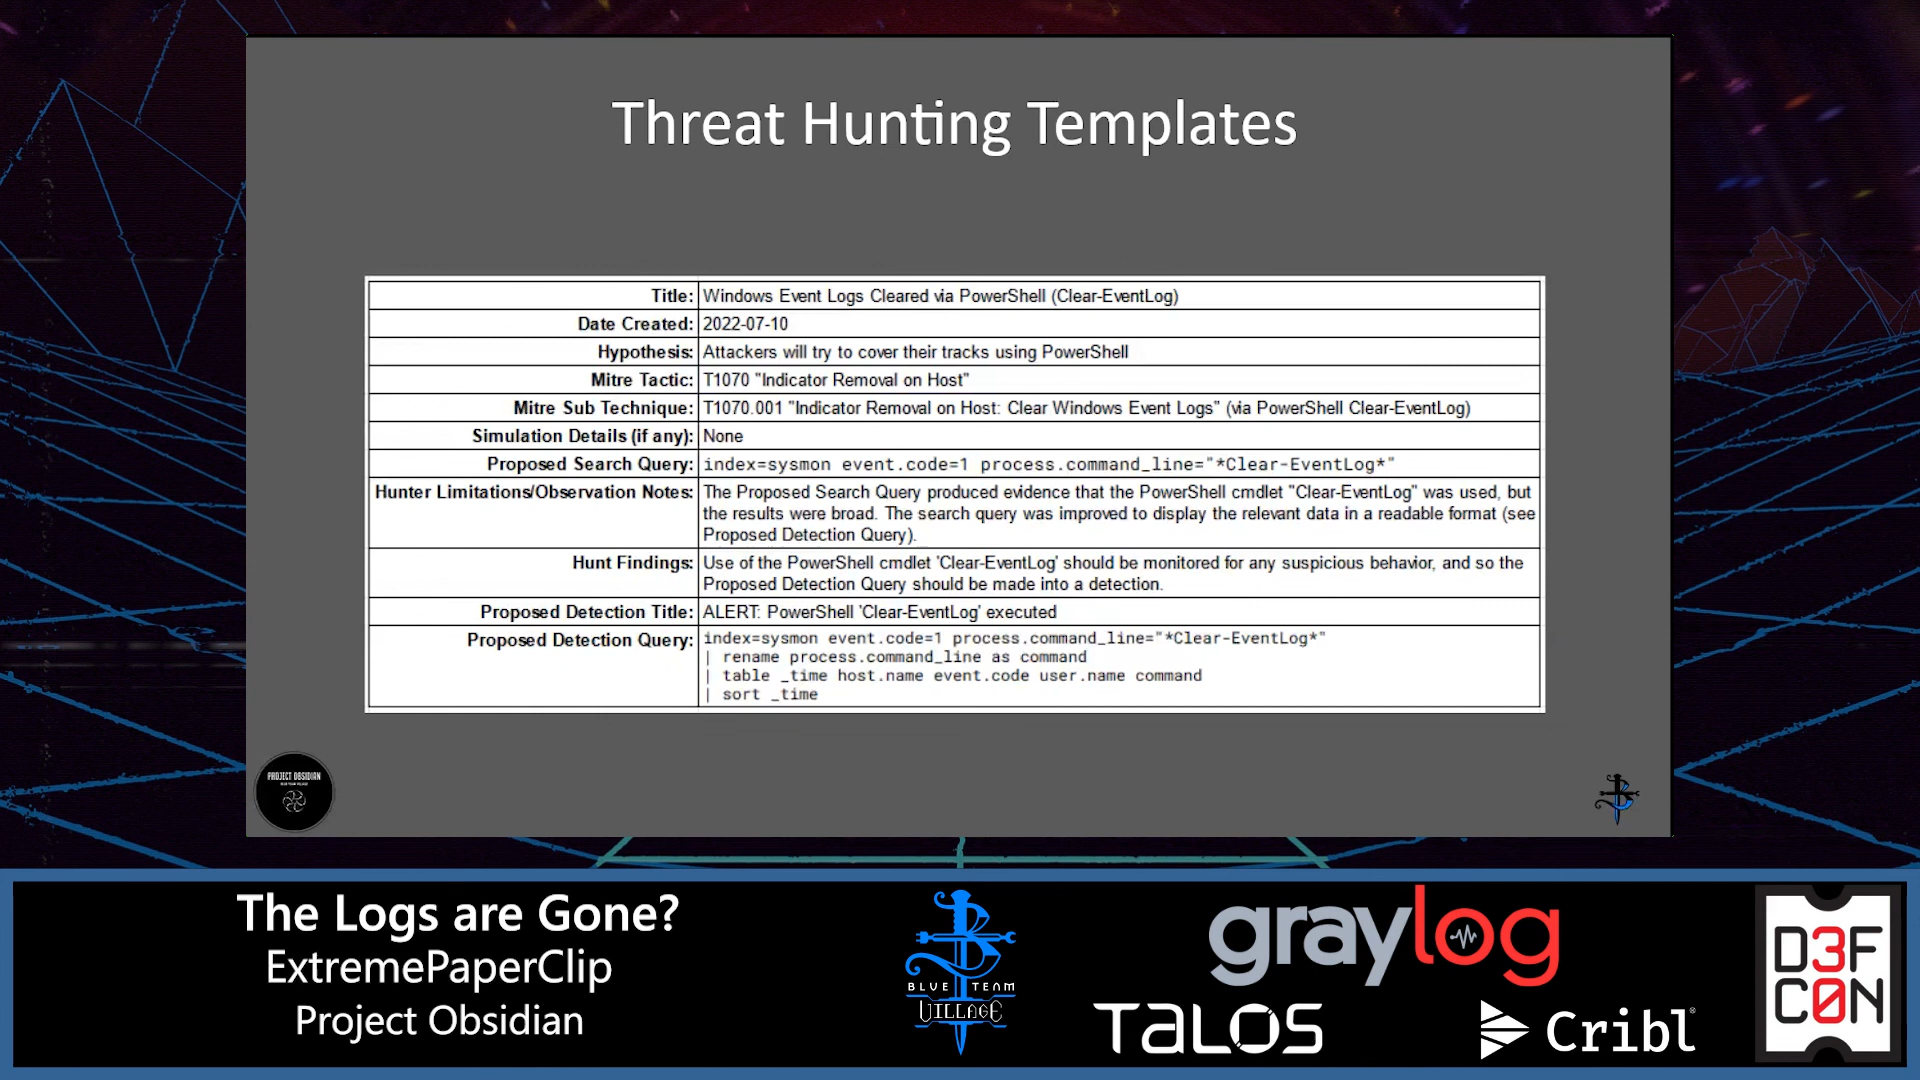 Threat Hunting Templates
Title: Windows Event Logs Cleared via PowerShell (Clear-EventLog)
Date Created: 2022-07-10
Hypothesis: Attackers will try to cover their tracks using PowerShell
Mitre Tactic: T1070 "Indicator Removal on Host"
Mitre Sub Technique: T1070.001 "Indicator Removal on Host: Clear Windows Event Logs" (via PowerShell Clear-EventLog)
Simulation Details (if any): None
Proposed Search Query: index=sysmon event.code=1 process.command_line="*Clear-EventLog*"
Hunter Limitations/Observation Notes: The Proposed Search Query produced evidence that the PowerShell cmdlet "Clear-EventLog" was used, but
the results were broad. The search query was improved to display the relevant data in a readable format (see
Proposed Detection Query).
Hunt Findings: Use of the PowerShell cmdlet 'Clear-EventLog' should be monitored for any suspicious behavior, and so the
Proposed Detection Query should be made into a detection.
Proposed Detection Title: ALERT: PowerShell 'Clear-EventLog' executed
Proposed Detection Query: index=sysmon event.code=1 process.command_line="*Clear-EventLog*"
| rename process.command_line as command
| table _time host.name event.code user.name command
| sort _time
PROJECT OBSIDIAN
BLUE TEAM VILLAGE
The Logs are Gone?
ExtremePaperClip
Project Obsidian
BLUE TEAM
VILLAGE
graylog
TALOS
Cribl®
D3F
C0N